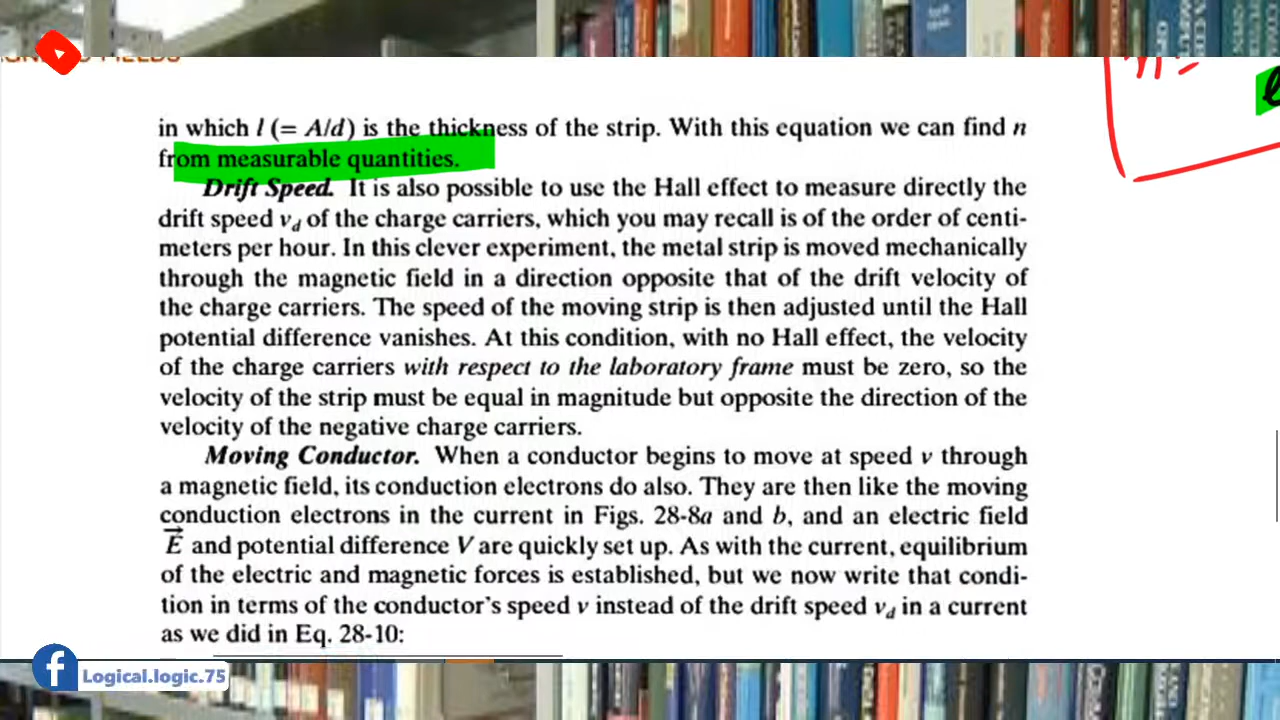 in which l (= A/d) is the thickness of the strip. With this equation we can find n
from measurable quantities.
Drift Speed. It is also possible to use the Hall effect to measure directly the
drift speed v_d of the charge carriers, which you may recall is of the order of centi-
meters per hour. In this clever experiment, the metal strip is moved mechanically
through the magnetic field in a direction opposite that of the drift velocity of
the charge carriers. The speed of the moving strip is then adjusted until the Hall
potential difference vanishes. At this condition, with no Hall effect, the velocity
of the charge carriers with respect to the laboratory frame must be zero, so the
velocity of the strip must be equal in magnitude but opposite the direction of the
velocity of the negative charge carriers.
Moving Conductor. When a conductor begins to move at speed v through
a magnetic field, its conduction electrons do also. They are then like the moving
conduction electrons in the current in Figs. 28-8a and b, and an electric field
E⃗ and potential difference V are quickly set up. As with the current, equilibrium
of the electric and magnetic forces is established, but we now write that condi-
tion in terms of the conductor's speed v instead of the drift speed v_d in a current
as we did in Eq. 28-10:
Logical.logic.75